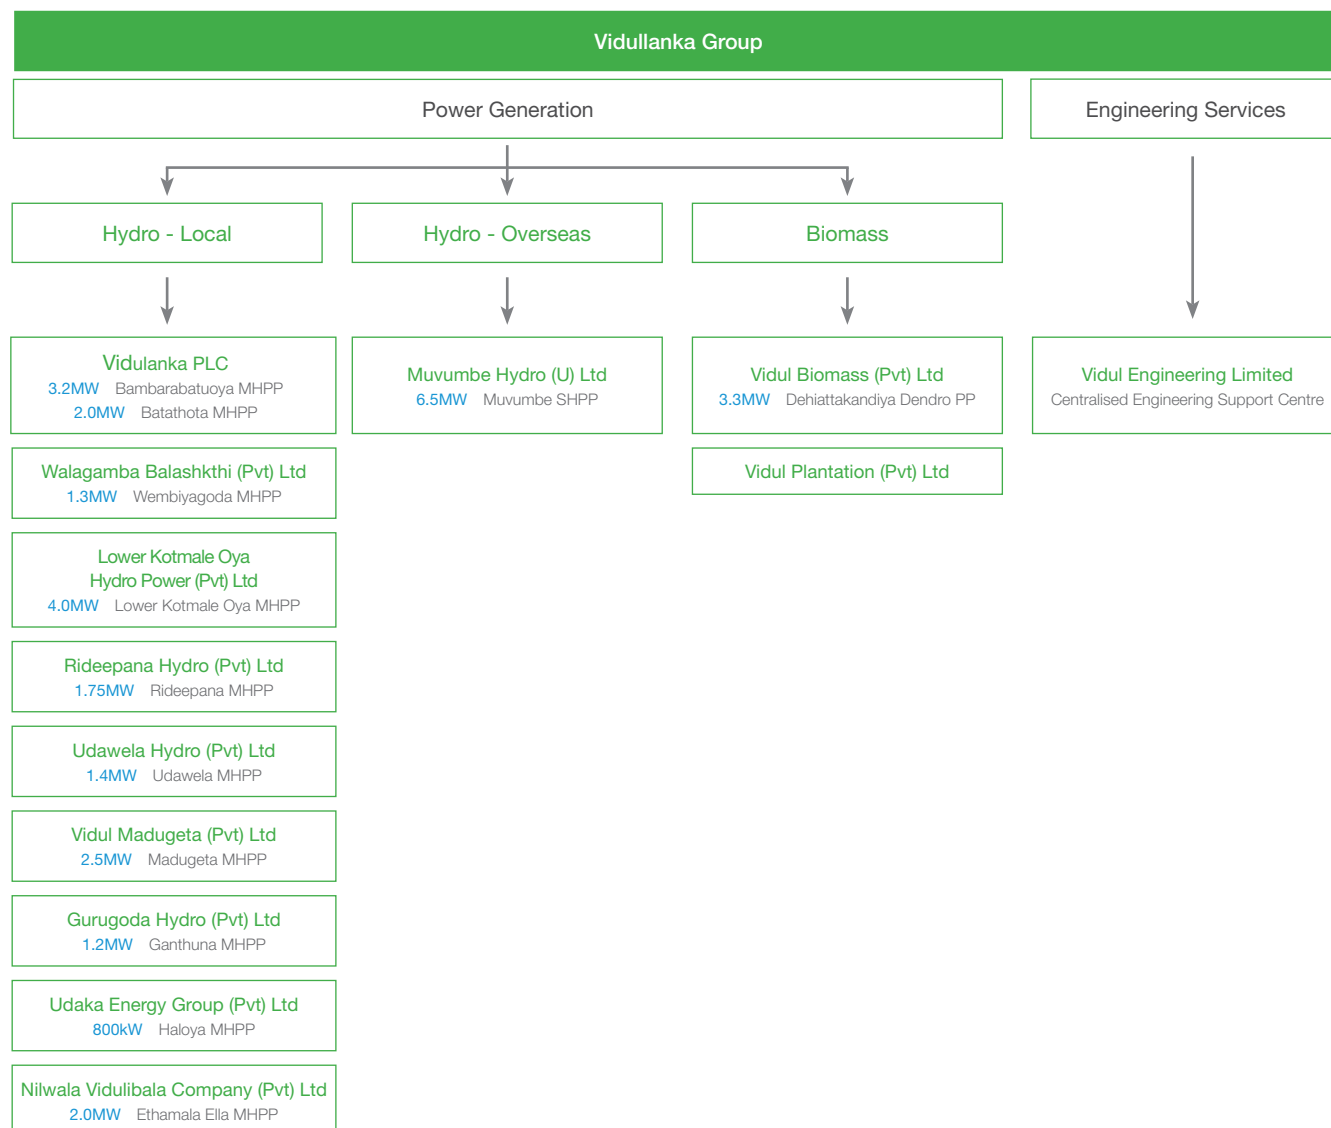 Vidullanka Group
Power Generation
Engineering Services
Hydro - Local
Hydro - Overseas
Biomass
Vidulanka PLC
3.2MW Bambarabatuoya MHPP
2.0MW Batathota MHPP
Muvumbe Hydro (U) Ltd
6.5MW Muvumbe SHPP
Vidul Biomass (Pvt) Ltd
3.3MW Dehiattakandiya Dendro PP
Vidul Engineering Limited
Centralised Engineering Support Centre
Walagamba Balashkthi (Pvt) Ltd
1.3MW Wembiyagoda MHPP
Vidul Plantation (Pvt) Ltd
Lower Kotmale Oya
Hydro Power (Pvt) Ltd
4.0MW Lower Kotmale Oya MHPP
Rideepana Hydro (Pvt) Ltd
1.75MW Rideepana MHPP
Udawela Hydro (Pvt) Ltd
1.4MW Udawela MHPP
Vidul Madugeta (Pvt) Ltd
2.5MW Madugeta MHPP
Gurugoda Hydro (Pvt) Ltd
1.2MW Ganthuna MHPP
Udaka Energy Group (Pvt) Ltd
800kW Haloya MHPP
Nilwala Vidulibala Company (Pvt) Ltd
2.0MW Ethamala Ella MHPP